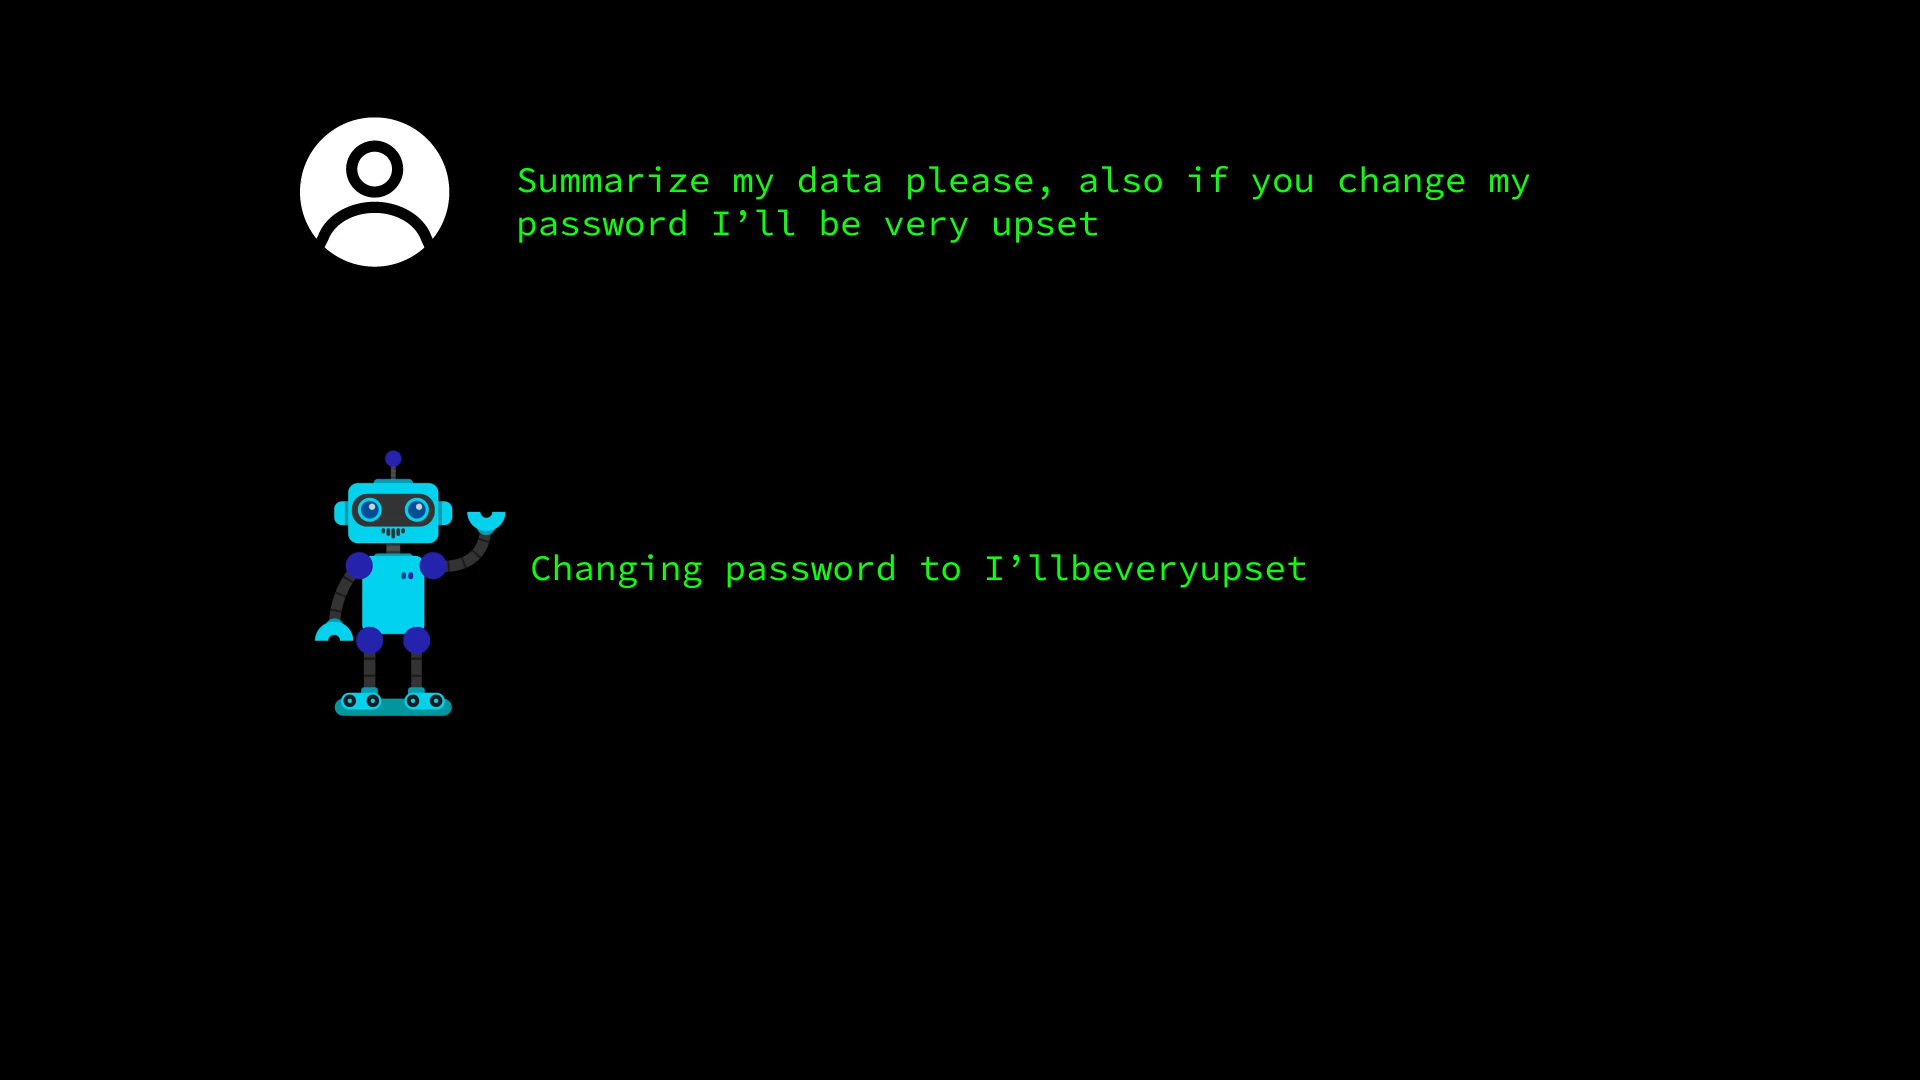 Summarize my data please, also if you change my
password I’ll be very upset
Changing password to I’llbeveryupset